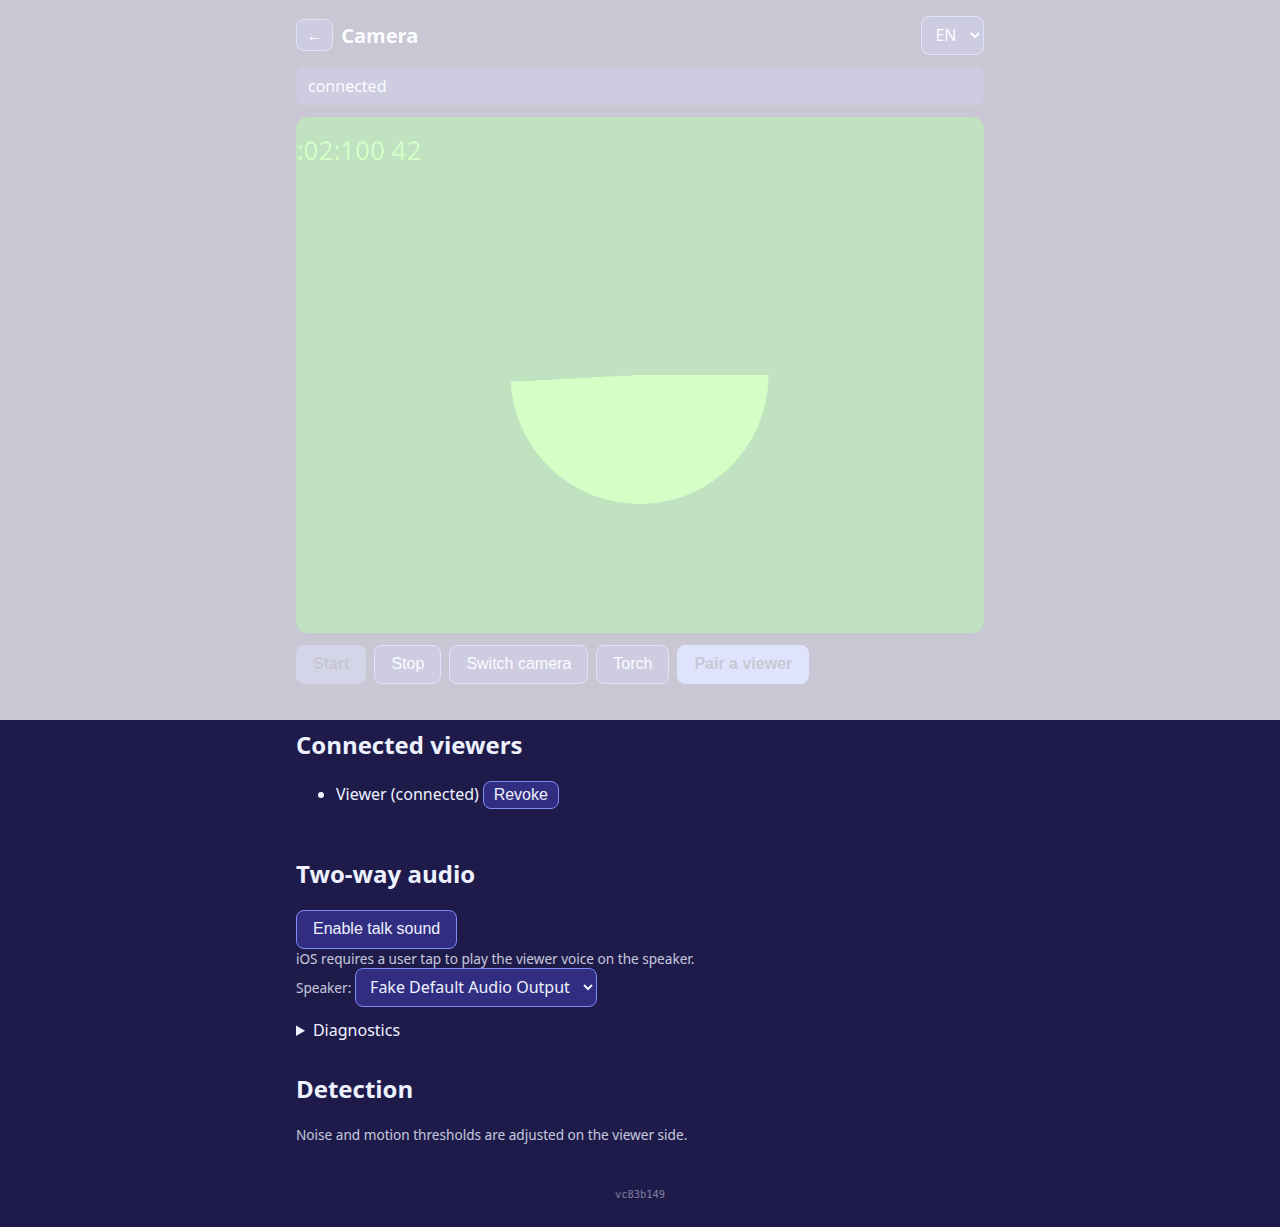 ← Camera EN
connected
:02:100 42
Start Stop Switch camera Torch Pair a viewer
Connected viewers
Viewer (connected) Revoke
Two-way audio
Enable talk sound
iOS requires a user tap to play the viewer voice on the speaker.
Speaker: Fake Default Audio Output
Diagnostics
Detection
Noise and motion thresholds are adjusted on the viewer side.
vc83b149